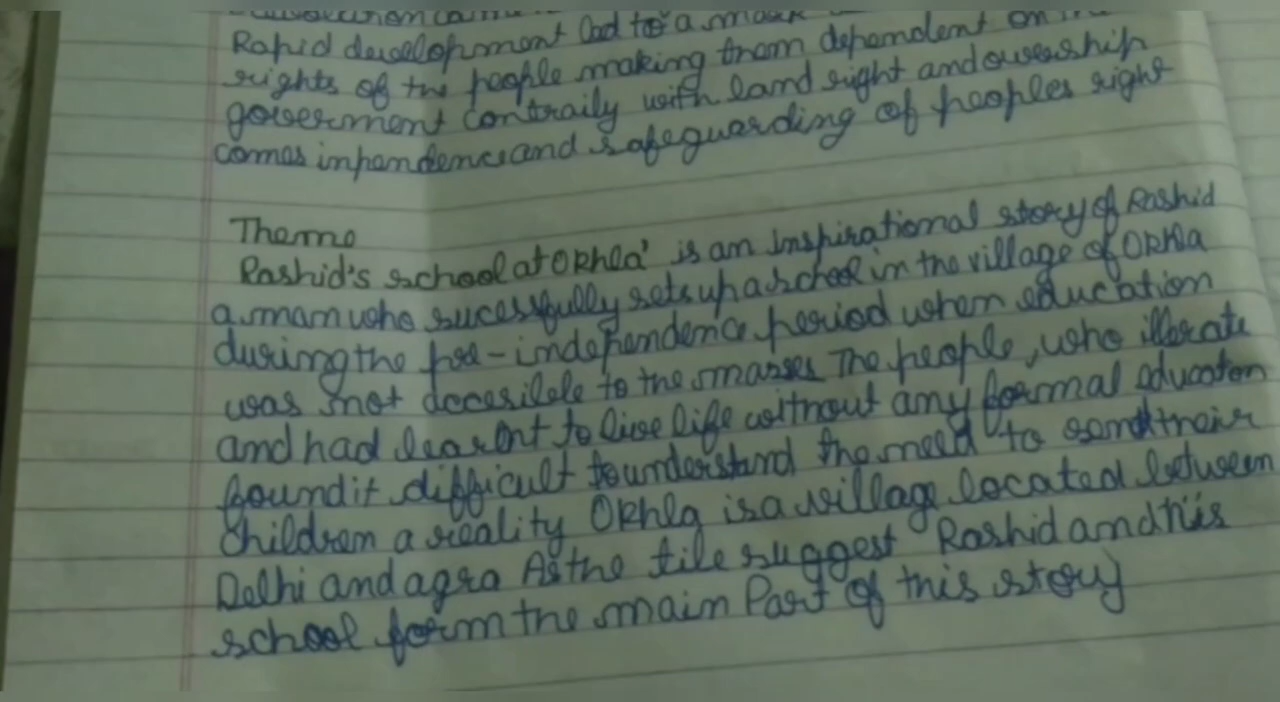 Rapid development led to a
rights of the people making them dependent on
goverment contraily with land right and owership
comes inpendence and safeguarding of peoples right
Theme
Rashid's school at Okhla' is an Inspirational story of Rashid
a man who sucessfully sets up a school in the village of Okhla
during the pre-independence period when education
was not accesible to the masses The people, who illerate
and had learnt to live life without any formal education
found it difficult to understand the need to send their
children a reality Okhla is a village located between
Delhi and agra As the tile suggest Rashid and his
school form the main Part of this story